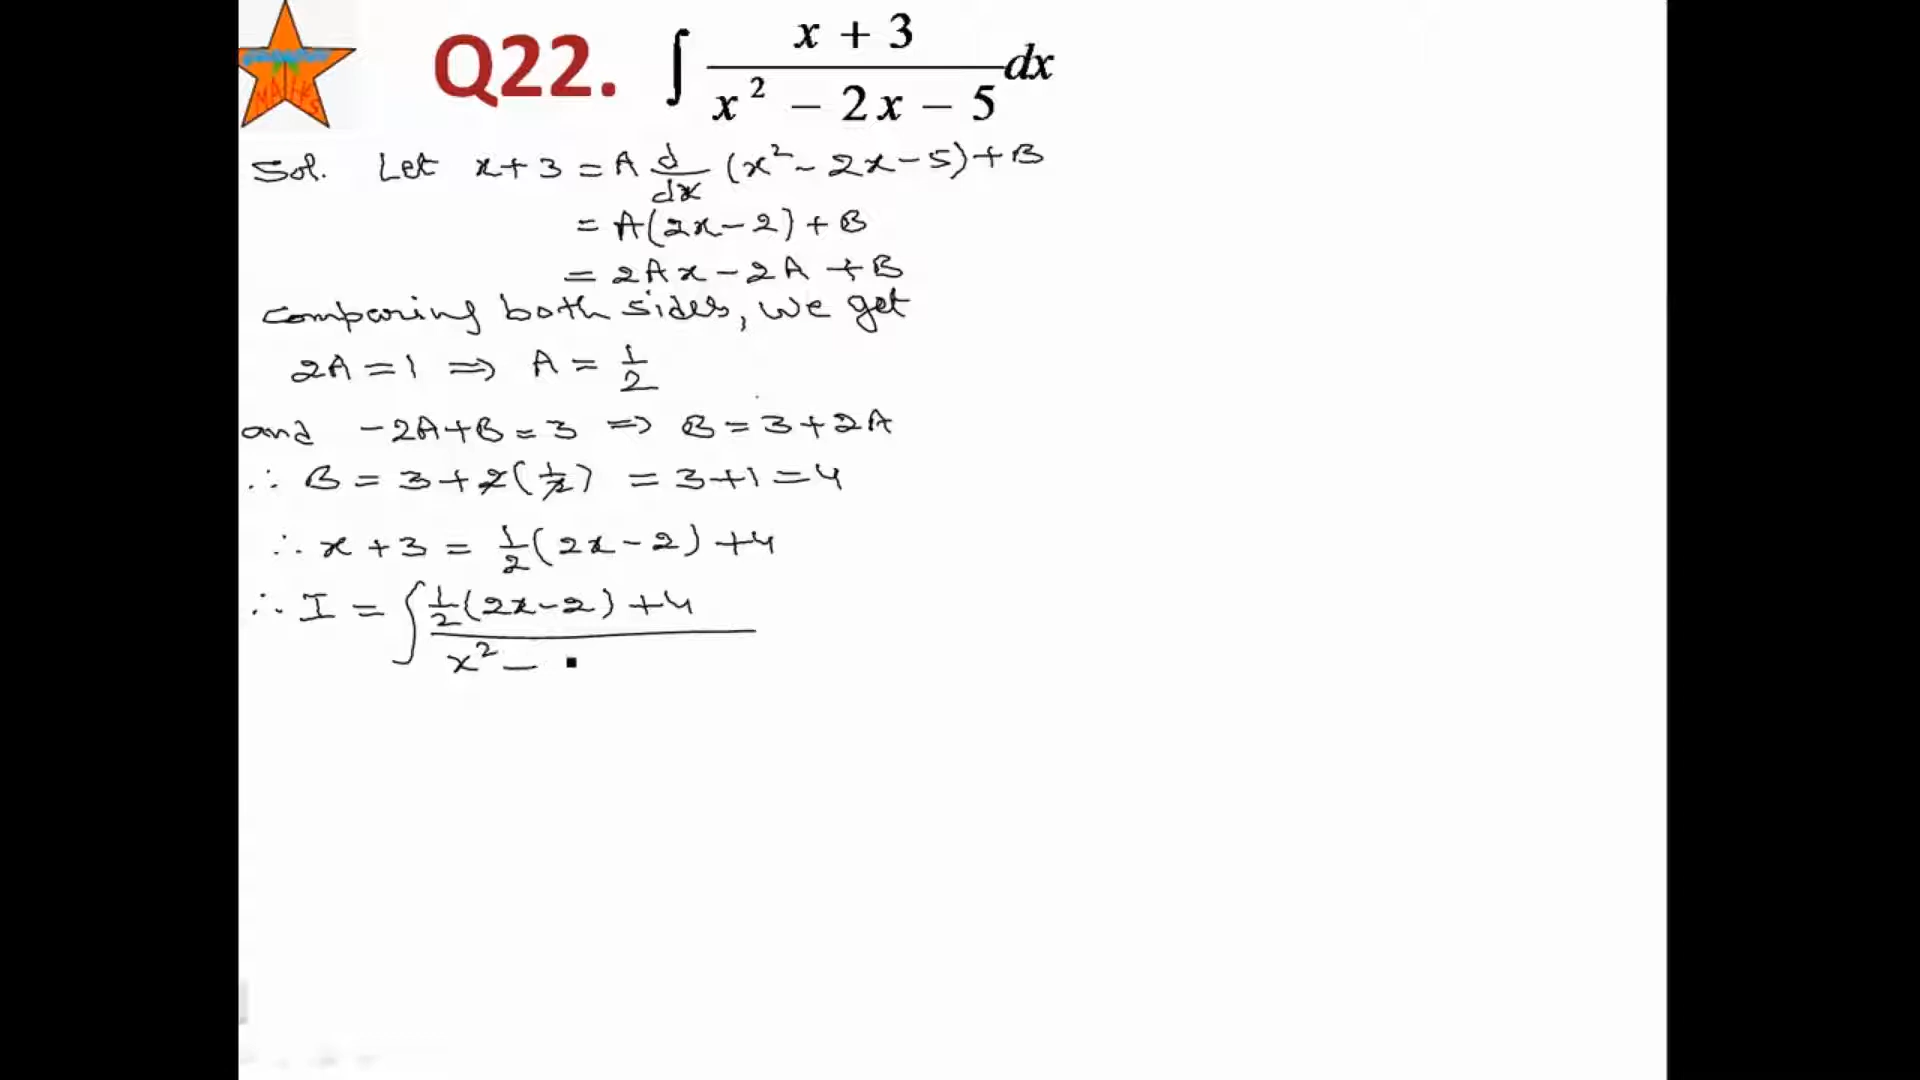 MATHS
Q22. ∫ (x + 3)/(x² − 2x − 5) dx
Sol. Let x+3 = A d/dx (x²-2x-5)+B
= A(2x-2)+B
= 2Ax-2A+B
comparing both sides, we get
2A=1 ⇒ A = 1/2
and -2A+B=3 ⇒ B=3+2A
∴ B = 3+2(1/2) = 3+1=4
∴ x+3 = 1/2(2x-2)+4
∴ I = ∫ (1/2(2x-2)+4)/(x² -